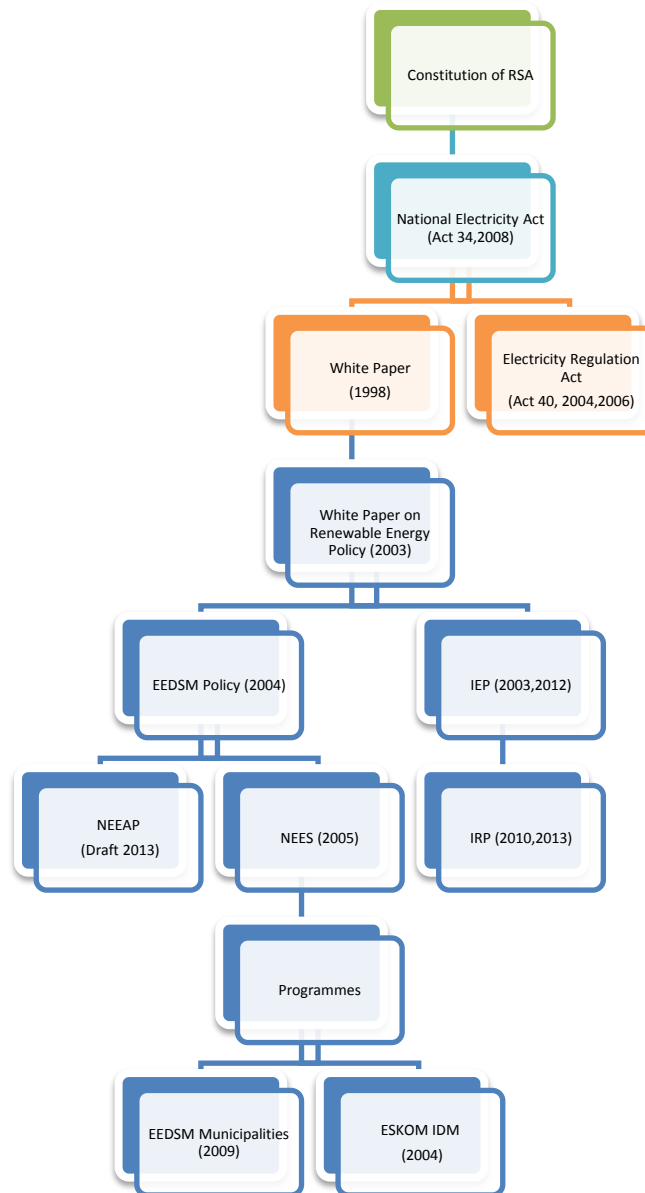 Constitution of RSA
National Electricity Act
(Act 34,2008)
White Paper
(1998)
Electricity Regulation
Act
(Act 40, 2004,2006)
White Paper on
Renewable Energy
Policy (2003)
EEDSM Policy (2004)
IEP (2003,2012)
NEEAP
(Draft 2013)
NEES (2005)
IRP (2010,2013)
Programmes
EEDSM Municipalities
(2009)
ESKOM IDM
(2004)